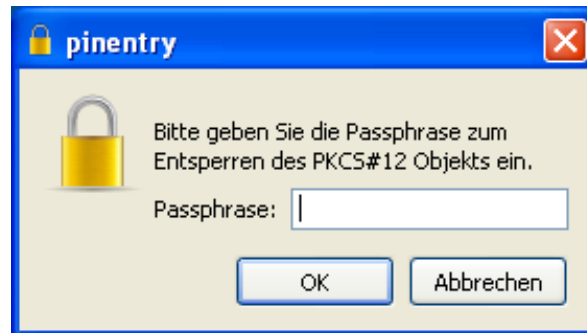 pinentry
Bitte geben Sie die Passphrase zum
Entsperren des PKCS#12 Objekts ein.
Passphrase:
OK Abbrechen